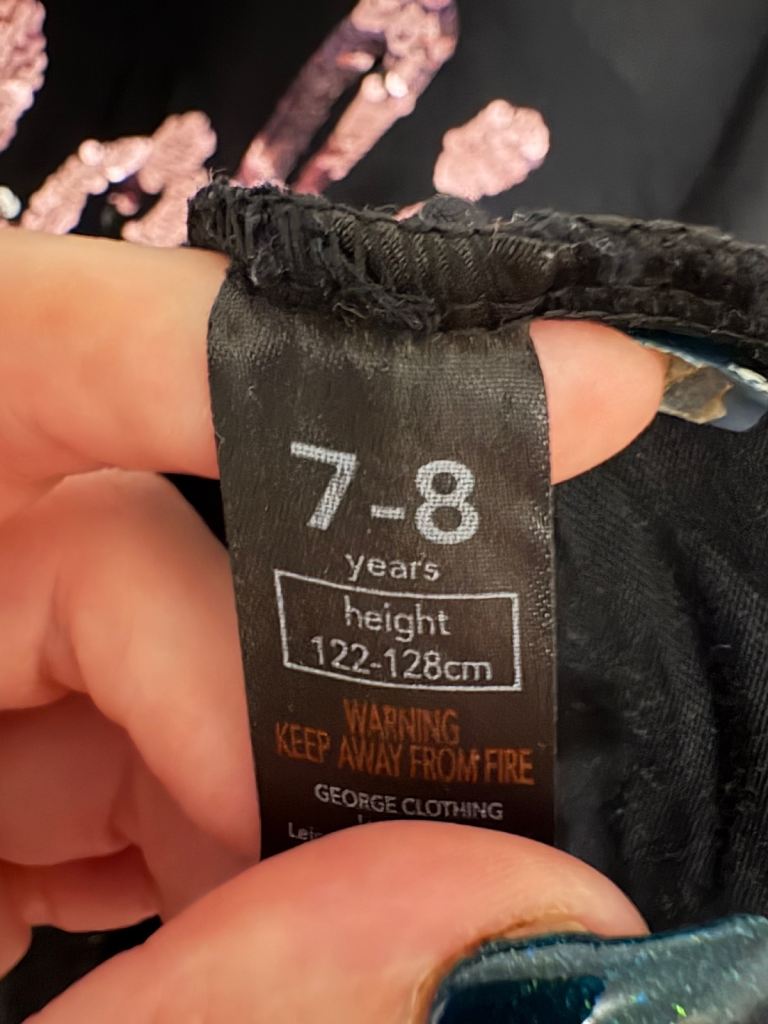 7-8
years
height
122-128cm
WARNING
KEEP AWAY FROM FIRE
GEORGE CLOTHING